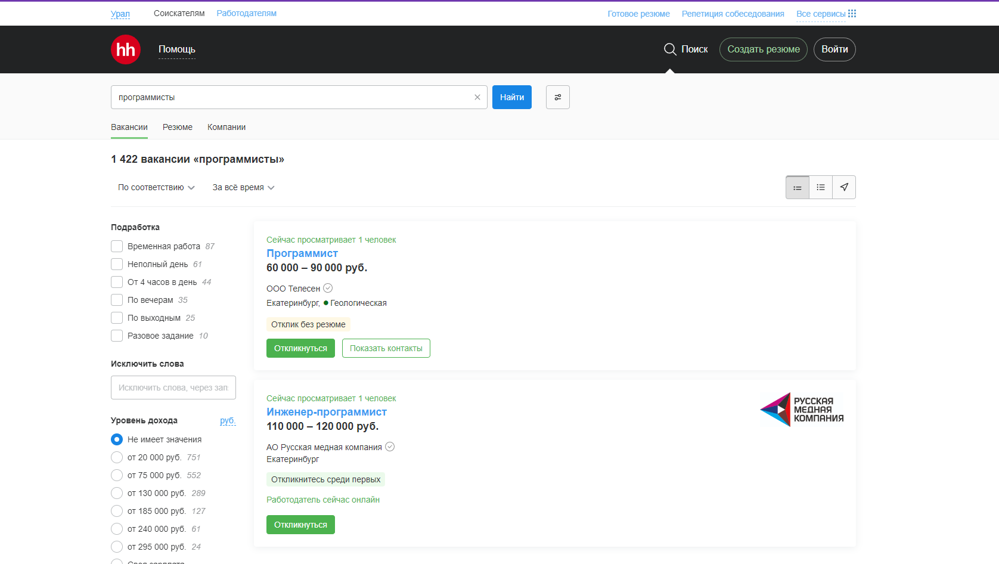 Урал Соискателям Работодателям Готовое резюме Репетиция собеседования Все сервисы
hh Помощь Поиск Создать резюме Войти
программисты Найти
Вакансии Резюме Компании
1 422 вакансии «программисты»
По соответствию За всё время
Подработка
Временная работа 87
Неполный день 61
От 4 часов в день 44
По вечерам 35
По выходным 25
Разовое задание 10
Исключить слова
Исключить слова, через зап
Уровень дохода руб.
Не имеет значения
от 20 000 руб. 751
от 75 000 руб. 552
от 130 000 руб. 289
от 185 000 руб. 127
от 240 000 руб. 61
от 295 000 руб. 24
Своя зарплата
Сейчас просматривает 1 человек
Программист
60 000 – 90 000 руб.
ООО Телесен
Екатеринбург, Геологическая
Отклик без резюме
Откликнуться Показать контакты
Сейчас просматривает 1 человек
Инженер-программист
110 000 – 120 000 руб.
АО Русская медная компания
Екатеринбург
Откликнитесь среди первых
Работодатель сейчас онлайн
Откликнуться
РУССКАЯ
МЕДНАЯ
КОМПАНИЯ